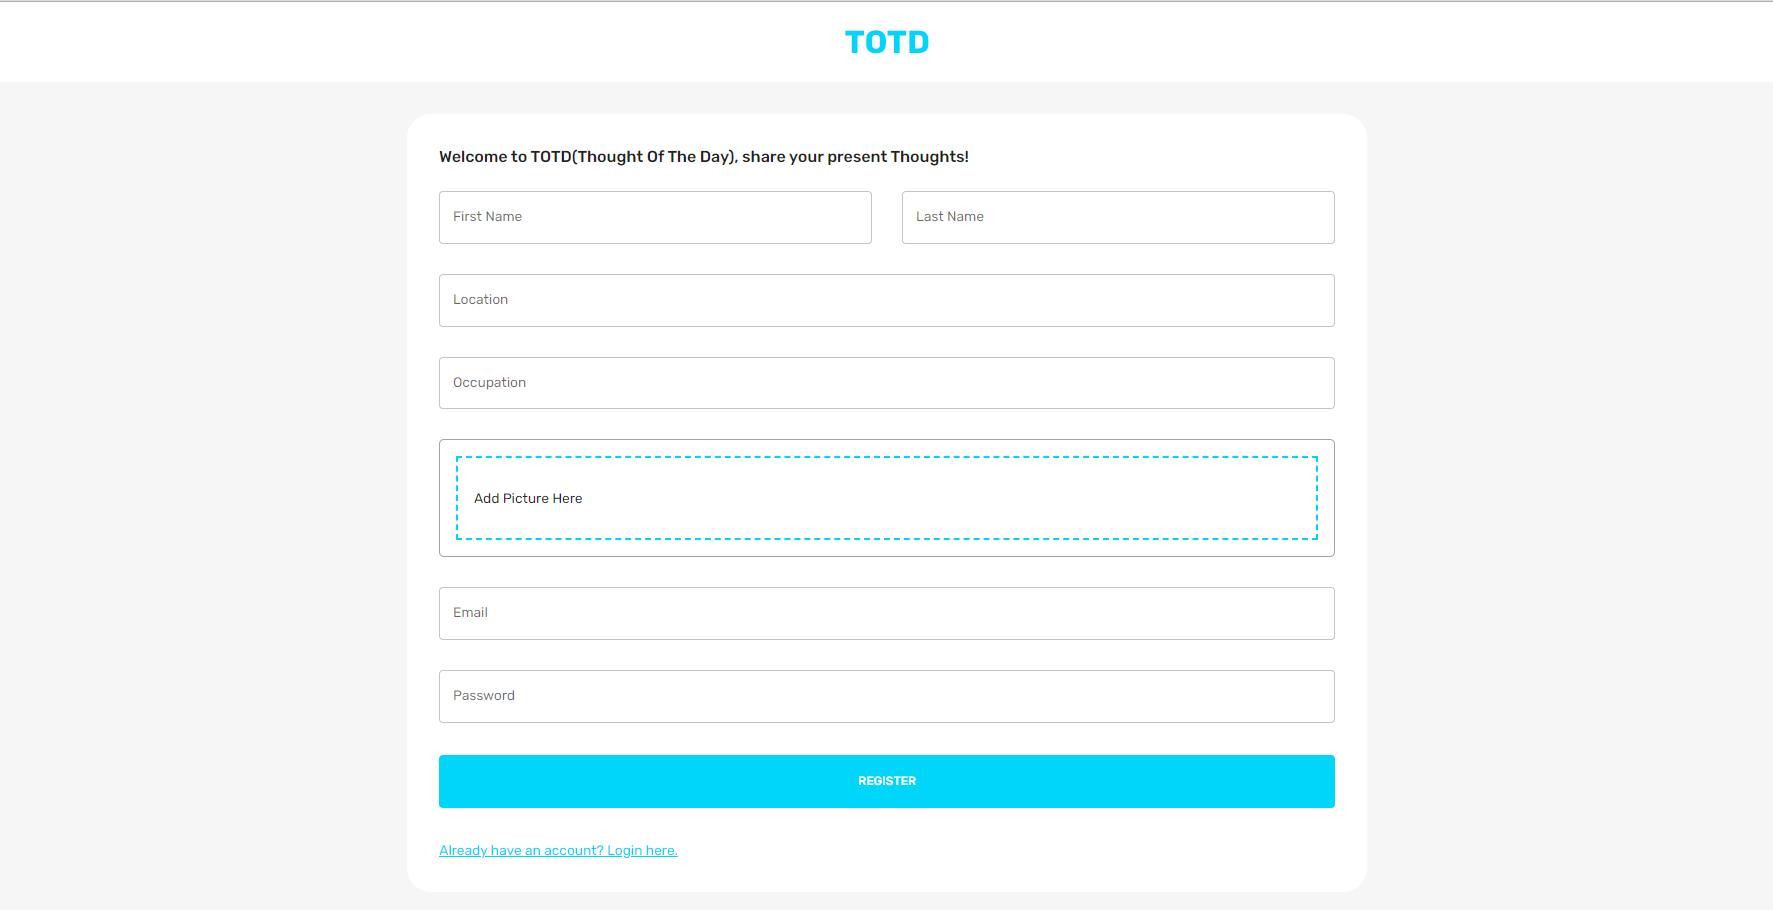 TOTD
Welcome to TOTD(Thought Of The Day), share your present Thoughts!
First Name
Last Name
Location
Occupation
Add Picture Here
Email
Password
REGISTER
Already have an account? Login here.